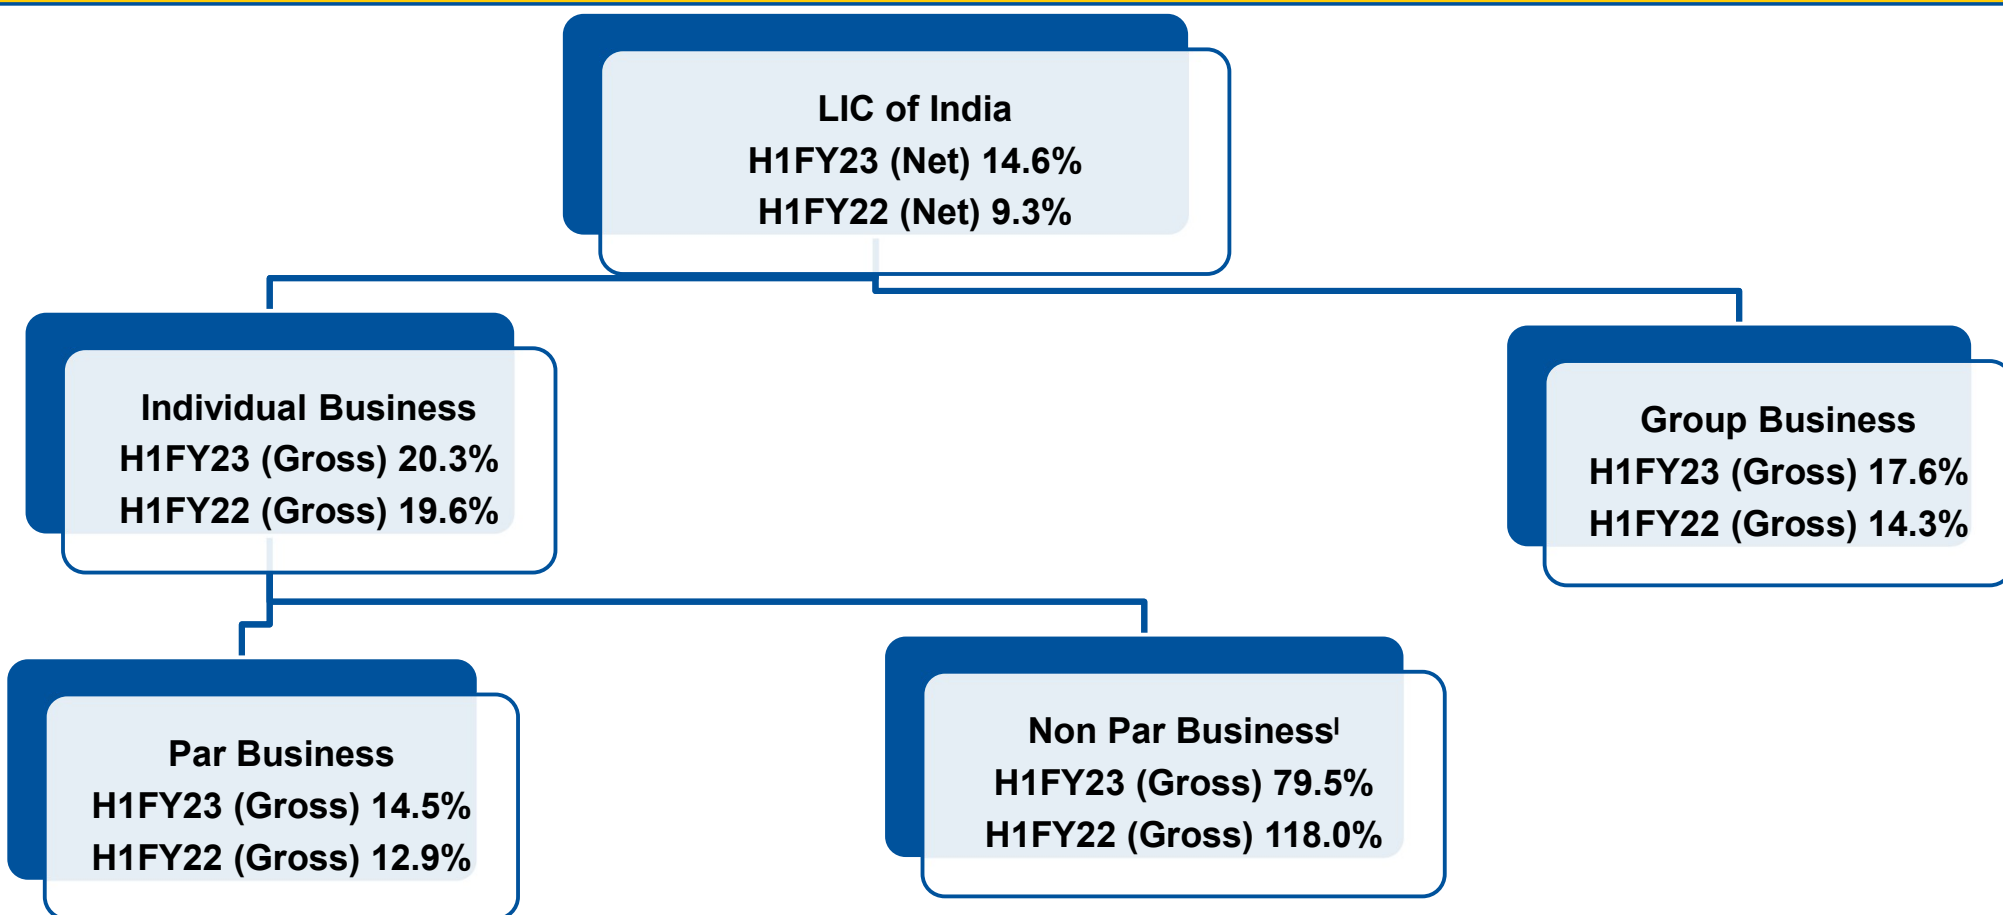 LIC of India
H1FY23 (Net) 14.6%
H1FY22 (Net) 9.3%
Individual Business
H1FY23 (Gross) 20.3%
H1FY22 (Gross) 19.6%
Group Business
H1FY23 (Gross) 17.6%
H1FY22 (Gross) 14.3%
Par Business
H1FY23 (Gross) 14.5%
H1FY22 (Gross) 12.9%
Non Par Businessᴵ
H1FY23 (Gross) 79.5%
H1FY22 (Gross) 118.0%